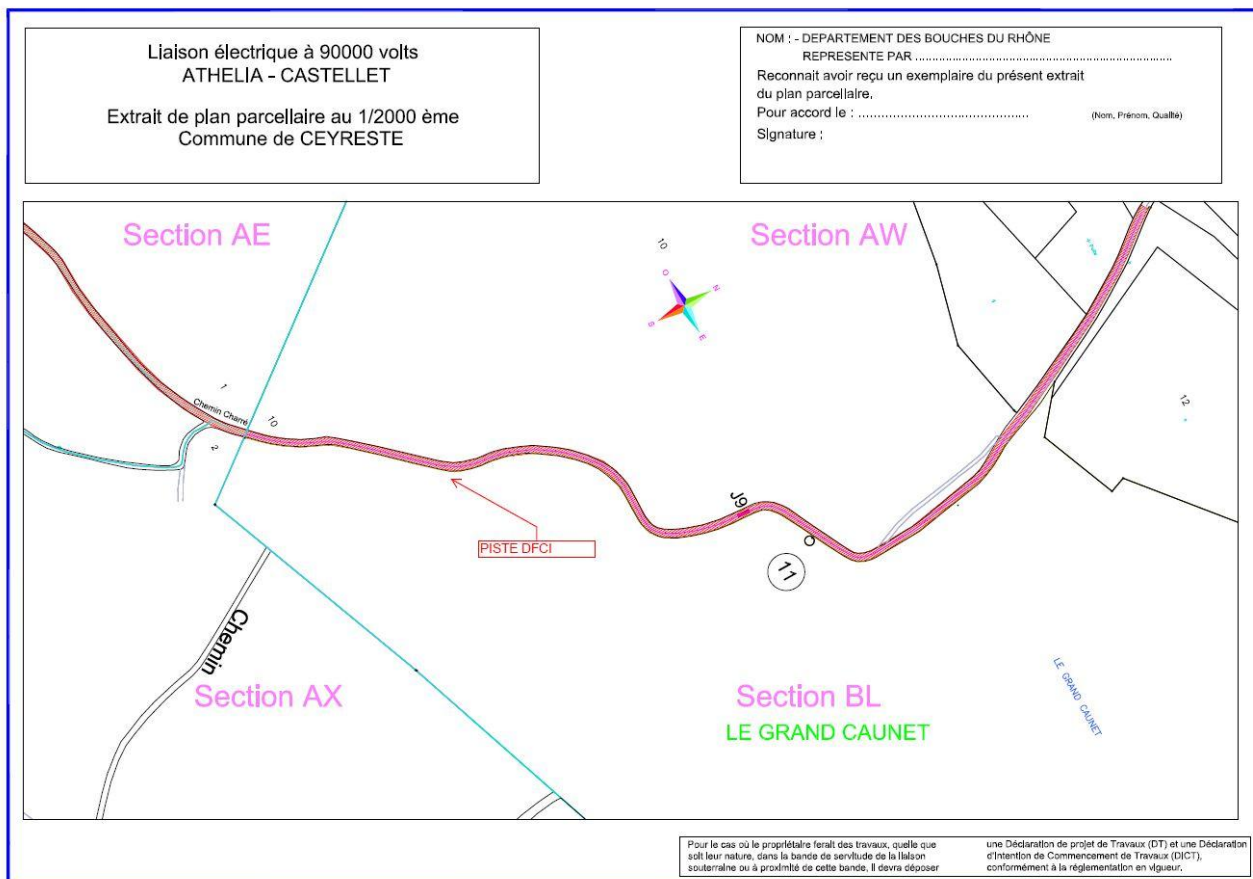 Liaison électrique à 90000 volts
ATHELIA - CASTELLET
Extrait de plan parcellaire au 1/2000 ème
Commune de CEYRESTE
NOM : - DEPARTEMENT DES BOUCHES DU RHÔNE
REPRESENTE PAR ...............................................................................
Reconnait avoir reçu un exemplaire du présent extrait
du plan parcellaire.
Pour accord le : ............................................. (Nom, Prénom, Qualité)
Signature :
Section AE
Section AW
10
O
N
S
E
1
Chemin Charré
10
2
12
J9
PISTE DFCI
11
Chemin
Section AX
Section BL
LE GRAND CAUNET
LE GRAND CAUNET
Pour le cas où le propriétaire ferait des travaux, quelle que
soit leur nature, dans la bande de servitude de la liaison
souterraine ou à proximité de cette bande, il devra déposer
une Déclaration de projet de Travaux (DT) et une Déclaration
d'Intention de Commencement de Travaux (DICT),
conformément à la réglementation en vigueur.